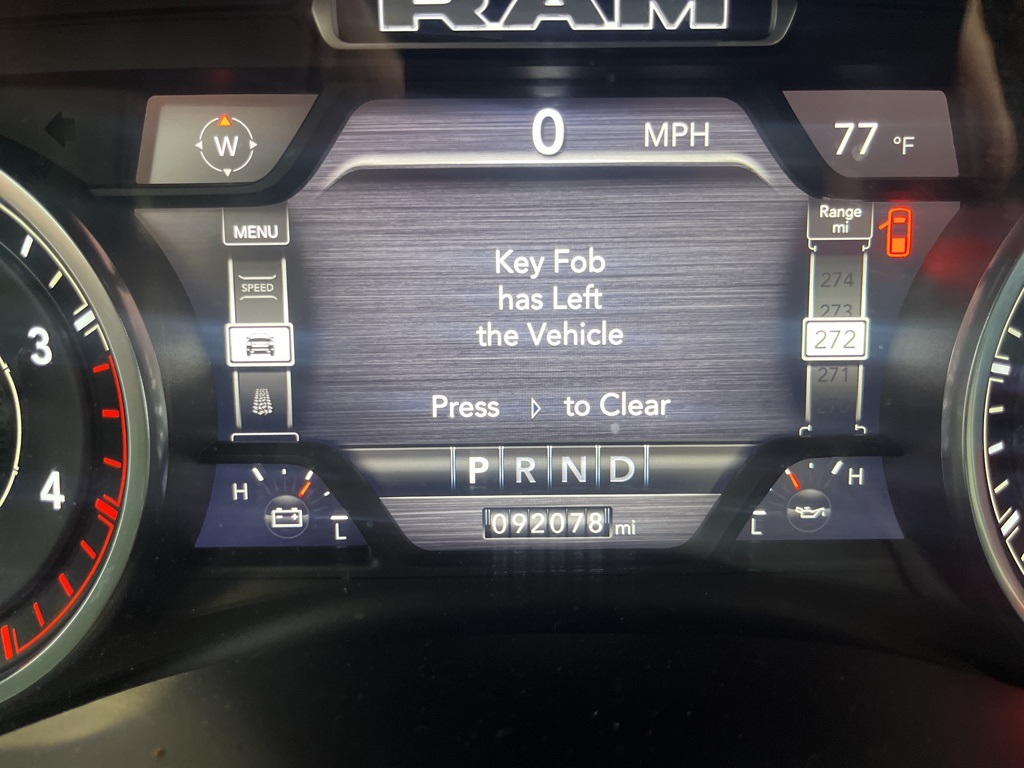 RAM
W
0 MPH
77 °F
MENU
SPEED
Range
mi
274
273
272
271
Key Fob
has Left
the Vehicle
Press to Clear
3
4
P R N D
H
L
H
L
092078 mi